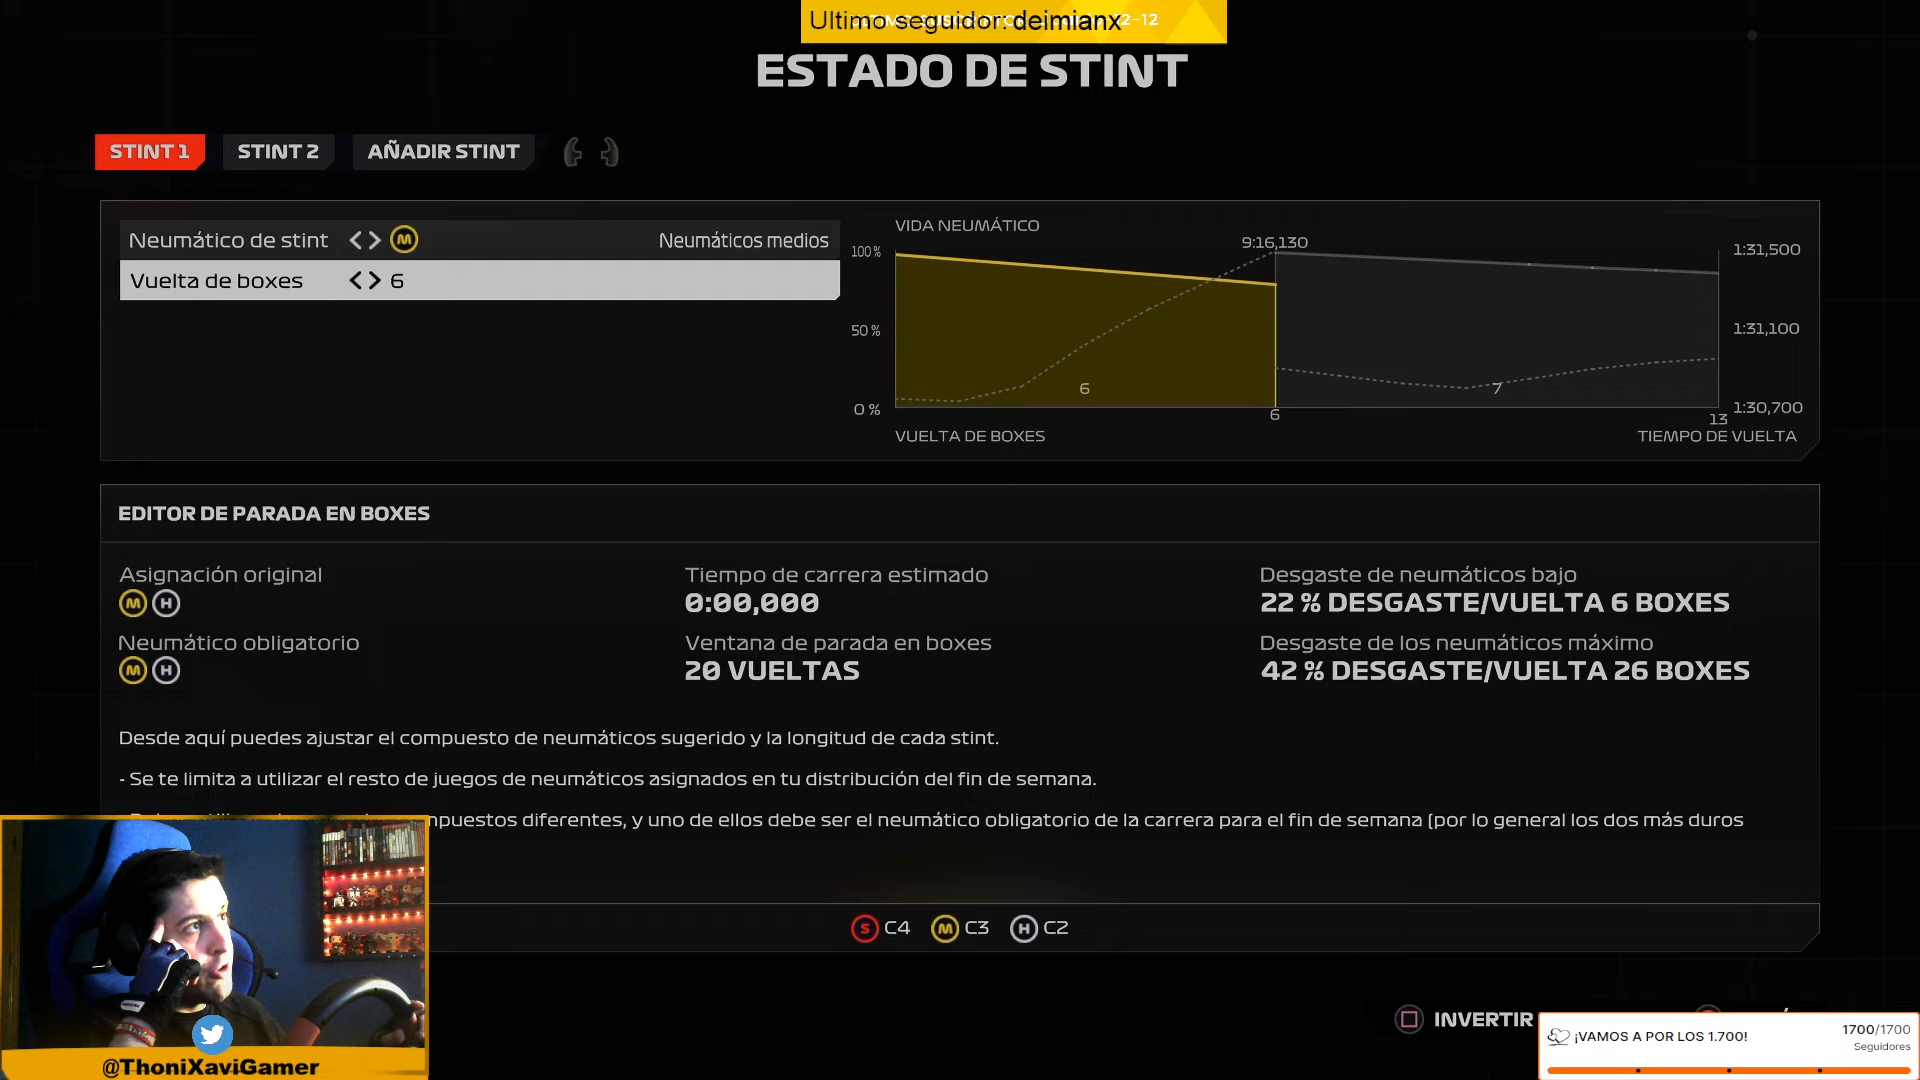 Ultimo seguidor: deimianx
2-12
ESTADO DE STINT
STINT 1
STINT 2
AÑADIR STINT
Neumático de stint
M
Neumáticos medios
Vuelta de boxes
6
VIDA NEUMÁTICO
100 %
50 %
0 %
9:16,130
1:31,500
1:31,100
1:30,700
6
7
6
13
VUELTA DE BOXES
TIEMPO DE VUELTA
EDITOR DE PARADA EN BOXES
Asignación original
M H
Neumático obligatorio
M H
Tiempo de carrera estimado
0:00,000
Ventana de parada en boxes
20 VUELTAS
Desgaste de neumáticos bajo
22 % DESGASTE/VUELTA 6 BOXES
Desgaste de los neumáticos máximo
42 % DESGASTE/VUELTA 26 BOXES
Desde aquí puedes ajustar el compuesto de neumáticos sugerido y la longitud de cada stint.
- Se te limita a utilizar el resto de juegos de neumáticos asignados en tu distribución del fin de semana.
diferentes, y uno de ellos debe ser el neumático obligatorio de la carrera para el fin de semana (por lo general los dos más duros
S C4 M C3 H C2
INVERTIR
¡VAMOS A POR LOS 1.700!
1700/1700
Seguidores
@ThoniXaviGamer